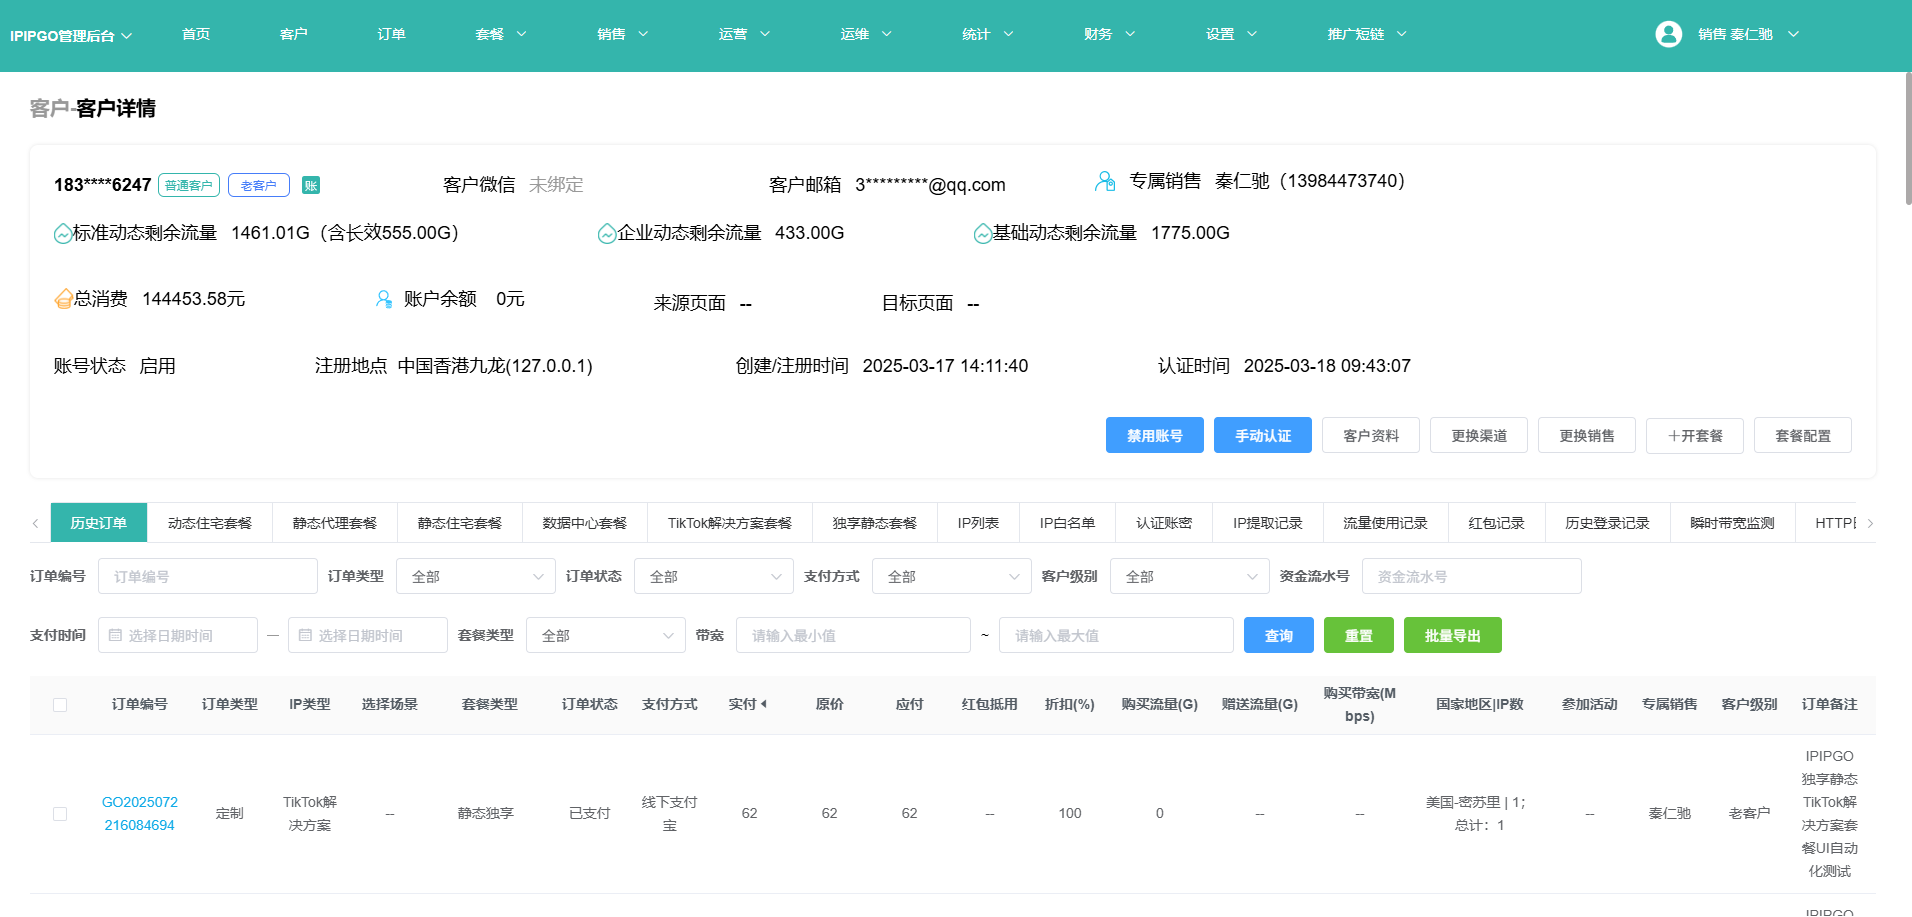 IPIPGO管理后台 首页 客户 订单 套餐 销售 运营 运维 统计 财务 设置 推广短链 销售 秦仁驰
客户-客户详情
183****6247 普通客户 老客户 账 客户微信 未绑定 客户邮箱 3*********@qq.com 专属销售 秦仁驰（13984473740）
标准动态剩余流量 1461.01G（含长效555.00G） 企业动态剩余流量 433.00G 基础动态剩余流量 1775.00G
总消费 144453.58元 账户余额 0元 来源页面 -- 目标页面 --
账号状态 启用 注册地点 中国香港九龙(127.0.0.1) 创建/注册时间 2025-03-17 14:11:40 认证时间 2025-03-18 09:43:07
禁用账号 手动认证 客户资料 更换渠道 更换销售 十开套餐 套餐配置
历史订单 动态住宅套餐 静态代理套餐 静态住宅套餐 数据中心套餐 TikTok解决方案套餐 独享静态套餐 IP列表 IP白名单 认证账密 IP提取记录 流量使用记录 红包记录 历史登录记录 瞬时带宽监测 HTTP
订单编号 订单编号 订单类型 全部 订单状态 全部 支付方式 全部 客户级别 全部 资金流水号 资金流水号
支付时间 选择日期时间 — 选择日期时间 套餐类型 全部 带宽 请输入最小值 ~ 请输入最大值 查询 重置 批量导出
订单编号 订单类型 IP类型 选择场景 套餐类型 订单状态 支付方式 实付 原价 应付 红包抵用 折扣(%) 购买流量(G) 赠送流量(G) 购买带宽(M 国家地区|IP数 参加活动 专属销售 客户级别 订单备注
bps)
IPIPGO
独享静态
GO2025072 TikTok解 线下支付 美国-密苏里 | 1; TikTok解
定制 -- 静态独享 已支付 62 62 62 -- 100 0 -- -- -- 秦仁驰 老客户
216084694 决方案 宝 总计：1 决方案套
餐UI自动
化测试
IPIPGO